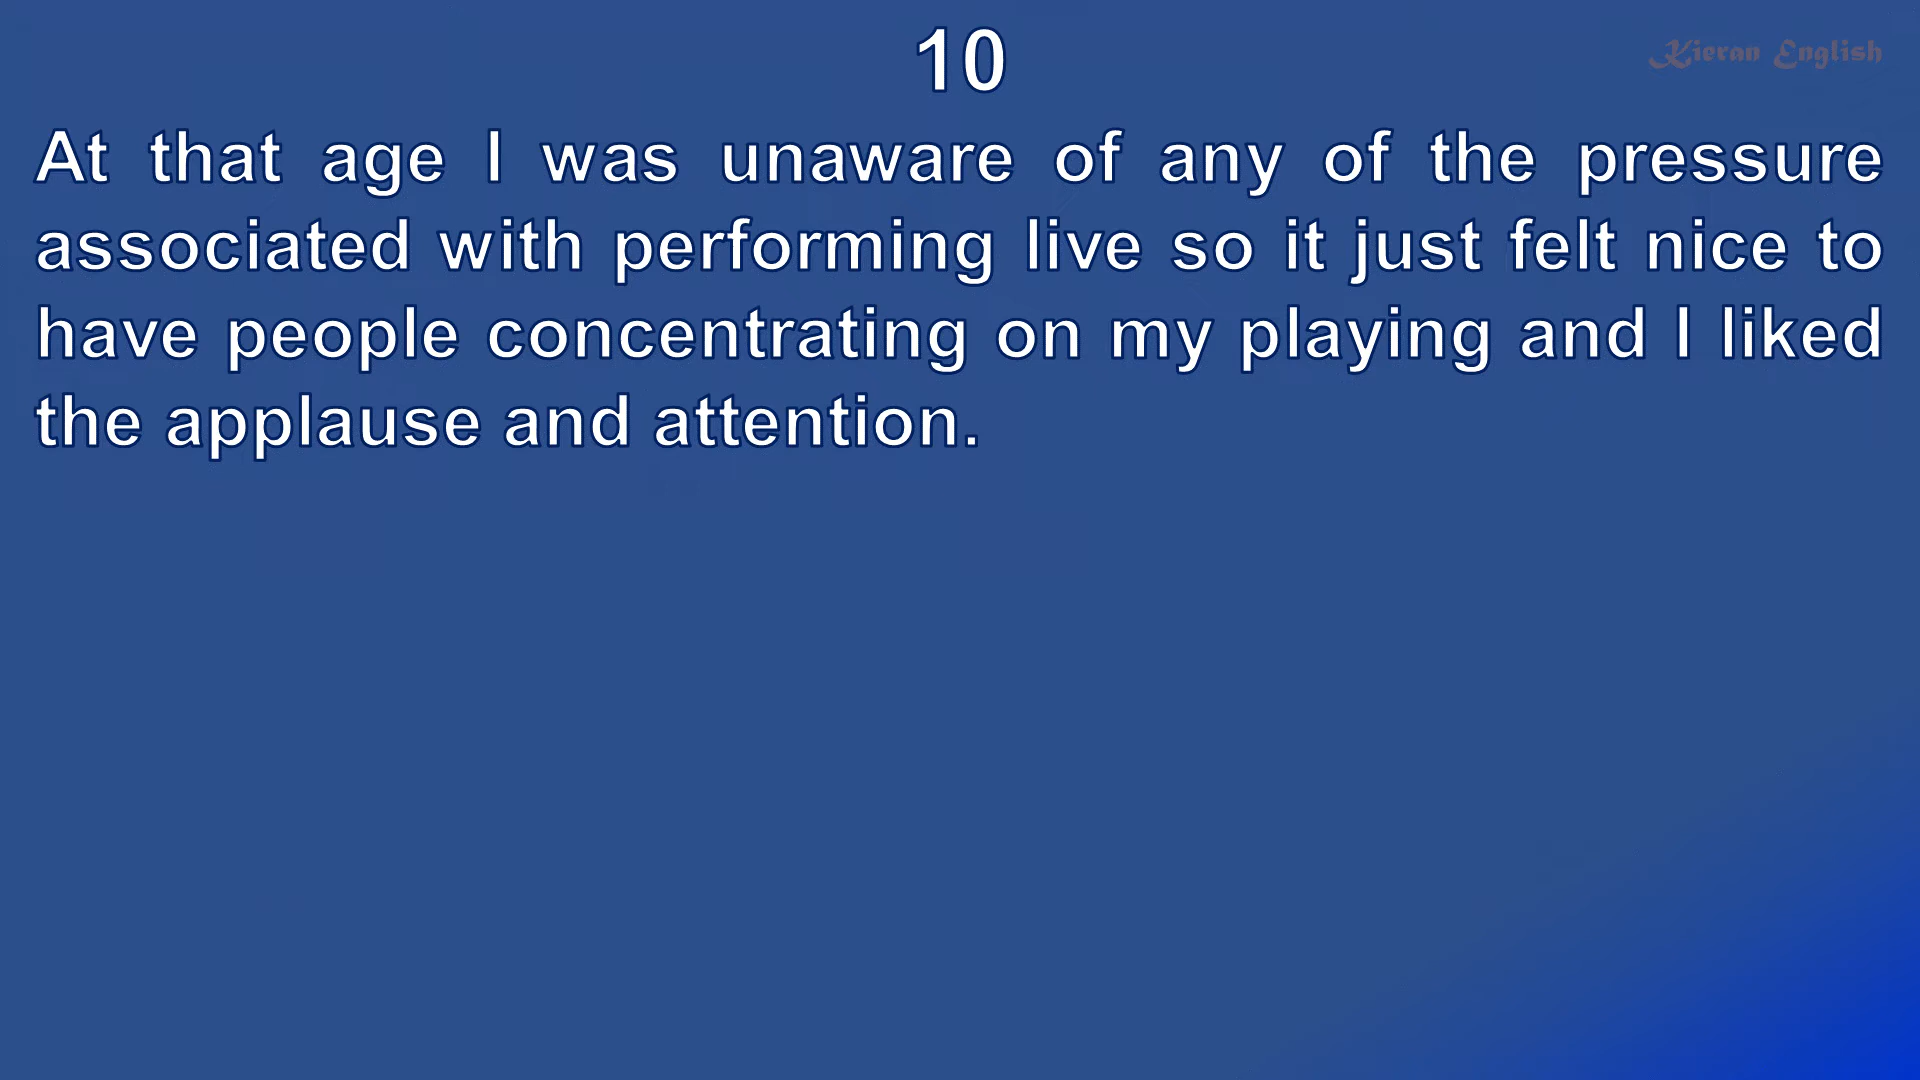 10
Kieran English
At that age I was unaware of any of the pressure
associated with performing live so it just felt nice to
have people concentrating on my playing and I liked
the applause and attention.